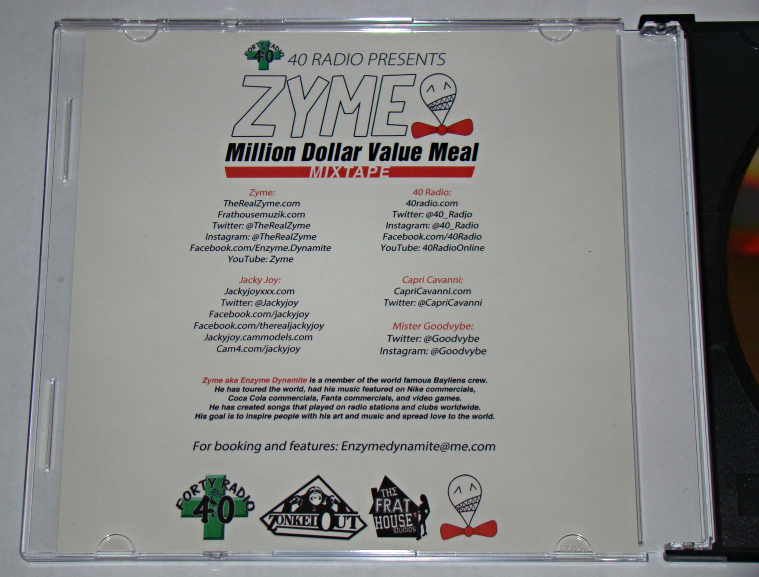 FORTY RADIO
40
40 RADIO PRESENTS
ZYME
Million Dollar Value Meal
MIXTAPE
Zyme:
TheRealZyme.com
Frathousemuzik.com
Twitter: @TheRealZyme
Instagram: @TheRealZyme
Facebook.com/Enzyme.Dynamite
YouTube: Zyme
40 Radio:
40radio.com
Twitter: @40_Radio
Instagram: @40_Radio
Facebook.com/40Radio
YouTube: 40RadioOnline
Jacky Joy:
Jackyjoyxxx.com
Twitter: @Jackyjoy
Facebook.com/jackyjoy
Facebook.com/therealjackyjoy
Jackyjoy.cammodels.com
Cam4.com/jackyjoy
Capri Cavanni:
CapriCavanni.com
Twitter: @CapriCavanni
Mister Goodvybe:
Twitter: @Goodvybe
Instagram: @Goodvybe
Zyme aka Enzyme Dynamite is a member of the world famous Bayliens crew.
He has toured the world, had his music featured on Nike commercials,
Coca Cola commercials, Fanta commercials, and video games.
He has created songs that played on radio stations and clubs worldwide.
His goal is to inspire people with his art and music and spread love to the world.
For booking and features: Enzymedynamite@me.com
FORTY RADIO
40
ZONKED OUT
THE
FRAT
HOUSE
STUDIOS